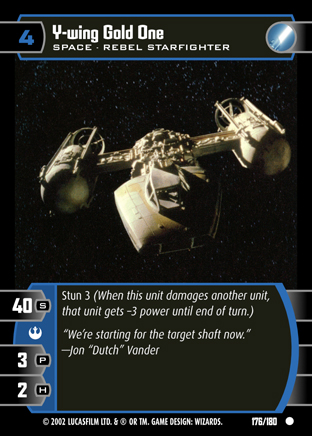 4
Y-wing Gold One
SPACE · REBEL STARFIGHTER
40 S
Stun 3 (When this unit damages another unit,
that unit gets –3 power until end of turn.)
“We’re starting for the target shaft now.”
—Jon “Dutch” Vander
3 P
2 H
© 2002 LUCASFILM LTD. & ® OR TM. GAME DESIGN: WIZARDS.
176/180